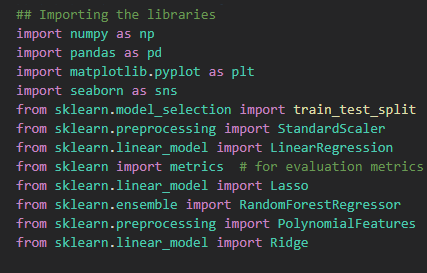 ## Importing the libraries
import numpy as np
import pandas as pd
import matplotlib.pyplot as plt
import seaborn as sns
from sklearn.model_selection import train_test_split
from sklearn.preprocessing import StandardScaler
from sklearn.linear_model import LinearRegression
from sklearn import metrics  # for evaluation metrics
from sklearn.linear_model import Lasso
from sklearn.ensemble import RandomForestRegressor
from sklearn.preprocessing import PolynomialFeatures
from sklearn.linear_model import Ridge